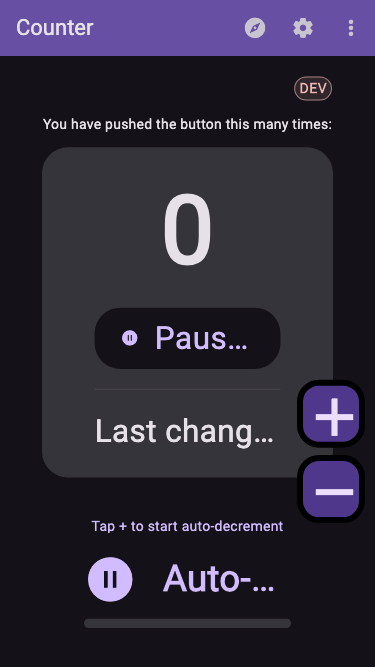 Counter
DEV
You have pushed the button this many times:
0
Paus...
Last chang...
Tap + to start auto-decrement
Auto-...